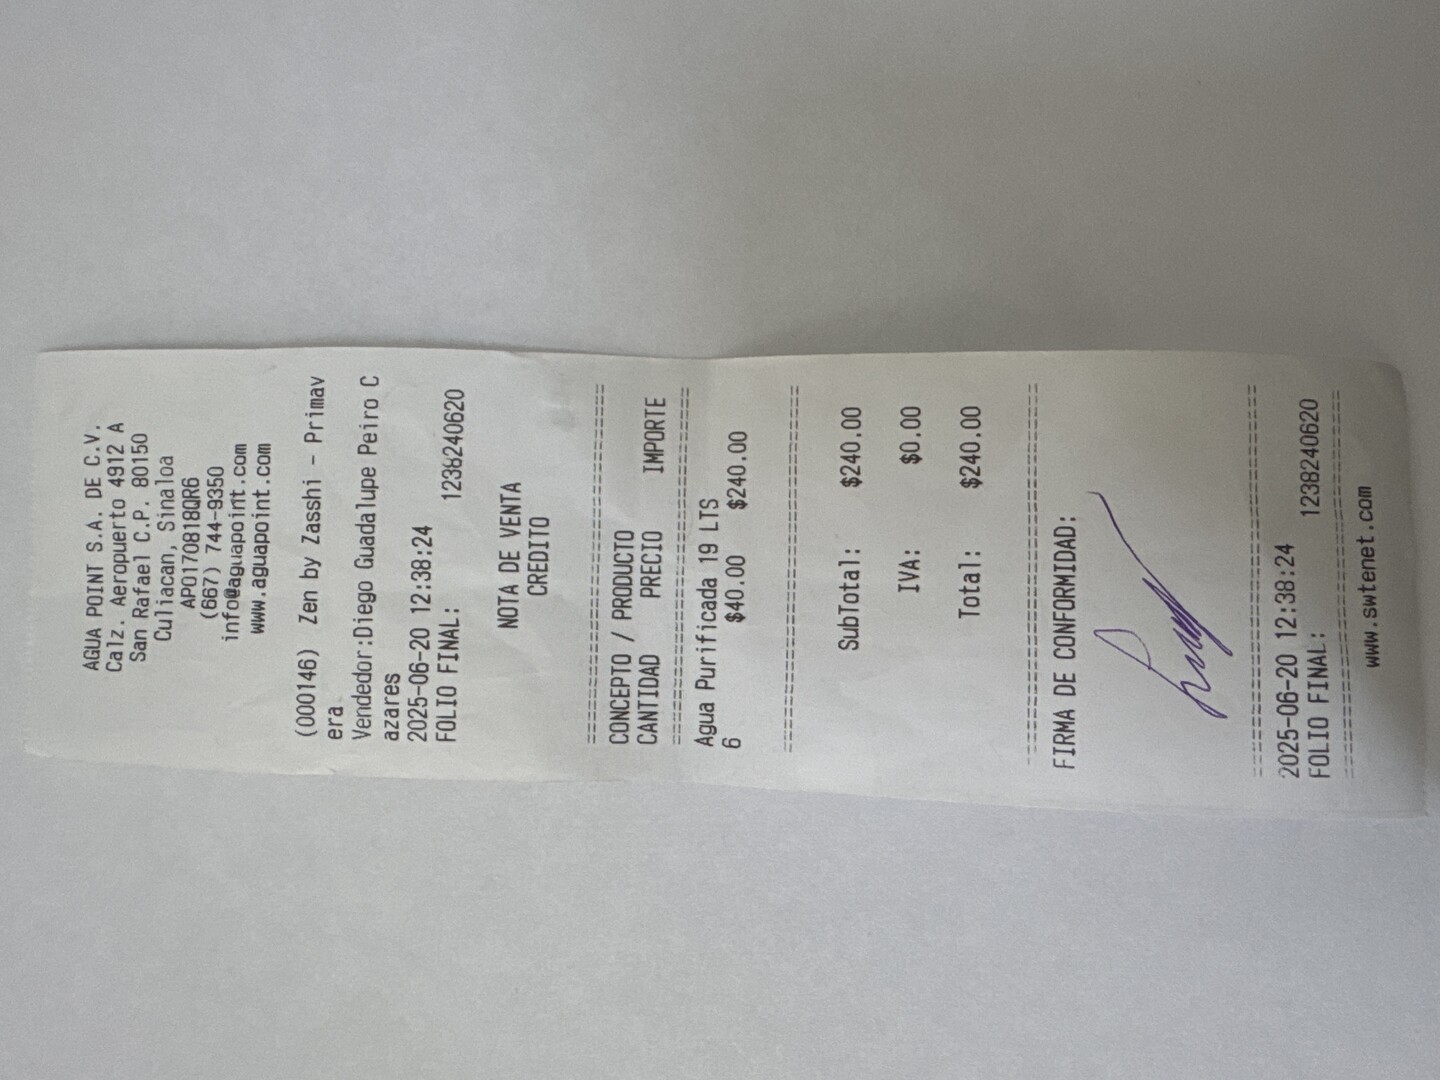 AGUA POINT S.A. DE C.V.
Calz. Aeropuerto 4912 A
San Rafael C.P. 80150
Culiacan, Sinaloa
APO170818QR6
(667) 744-9350
info@aguapoint.com
www.aguapoint.com
(000146) Zen by Zasshi - Primav
era
Vendedor:Diego Guadalupe Peiro C
azares
2025-06-20 12:38:24
FOLIO FINAL: 1238240620
NOTA DE VENTA
CREDITO
================================
CONCEPTO / PRODUCTO
CANTIDAD PRECIO IMPORTE
================================
Agua Purificada 19 LTS
6 $40.00 $240.00
================================
SubTotal: $240.00
IVA: $0.00
Total: $240.00
================================
FIRMA DE CONFORMIDAD:
================================
2025-06-20 12:38:24
FOLIO FINAL: 1238240620
================================
www.swtenet.com